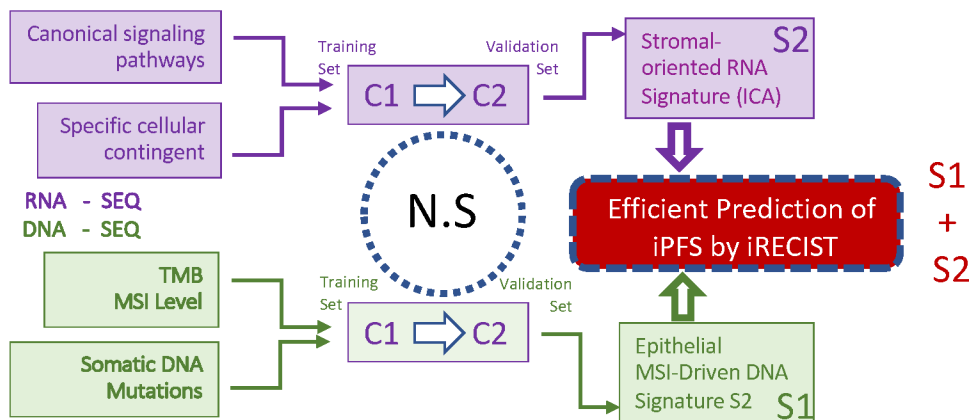 Canonical signaling
pathways
Specific cellular
contingent
Training
Set
C1
C2
Validation
Set
S2
Stromal-
oriented RNA
Signature (ICA)
RNA - SEQ
DNA - SEQ
N.S
Efficient Prediction of
iPFS by iRECIST
S1
+
S2
TMB
MSI Level
Somatic DNA
Mutations
Training
Set
C1
C2
Validation
Set
Epithelial
MSI-Driven DNA
Signature S2
S1